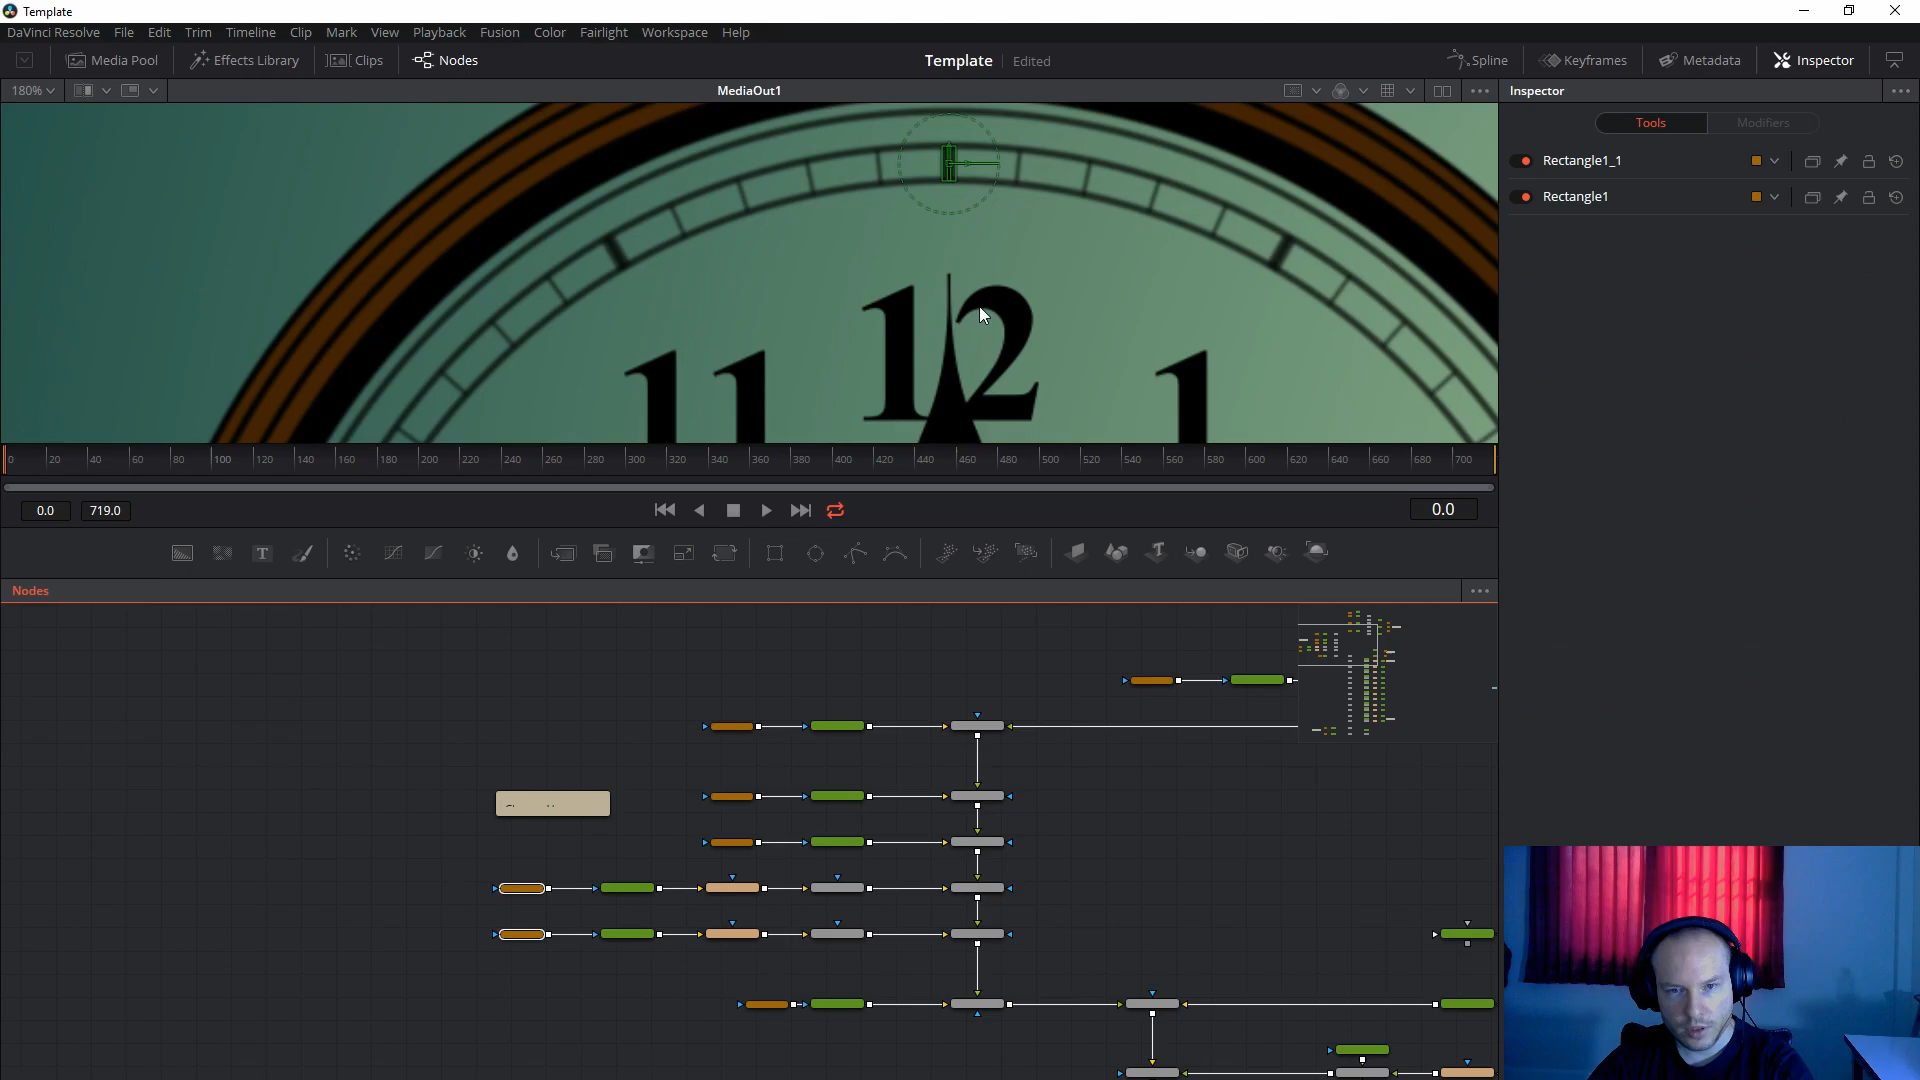 Template
DaVinci Resolve File Edit Trim Timeline Clip Mark View Playback Fusion Color Fairlight Workspace Help
Media Pool Effects Library Clips Nodes Template Edited Spline Keyframes Metadata Inspector
180% MediaOut1 Inspector
Tools Modifiers
Rectangle1_1
Rectangle1
12
11 1
0 20 40 60 80 100 120 140 160 180 200 220 240 260 280 300 320 340 360 380 400 420 440 460 480 500 520 540 560 580 600 620 640 660 680 700
0.0 719.0 0.0
Nodes